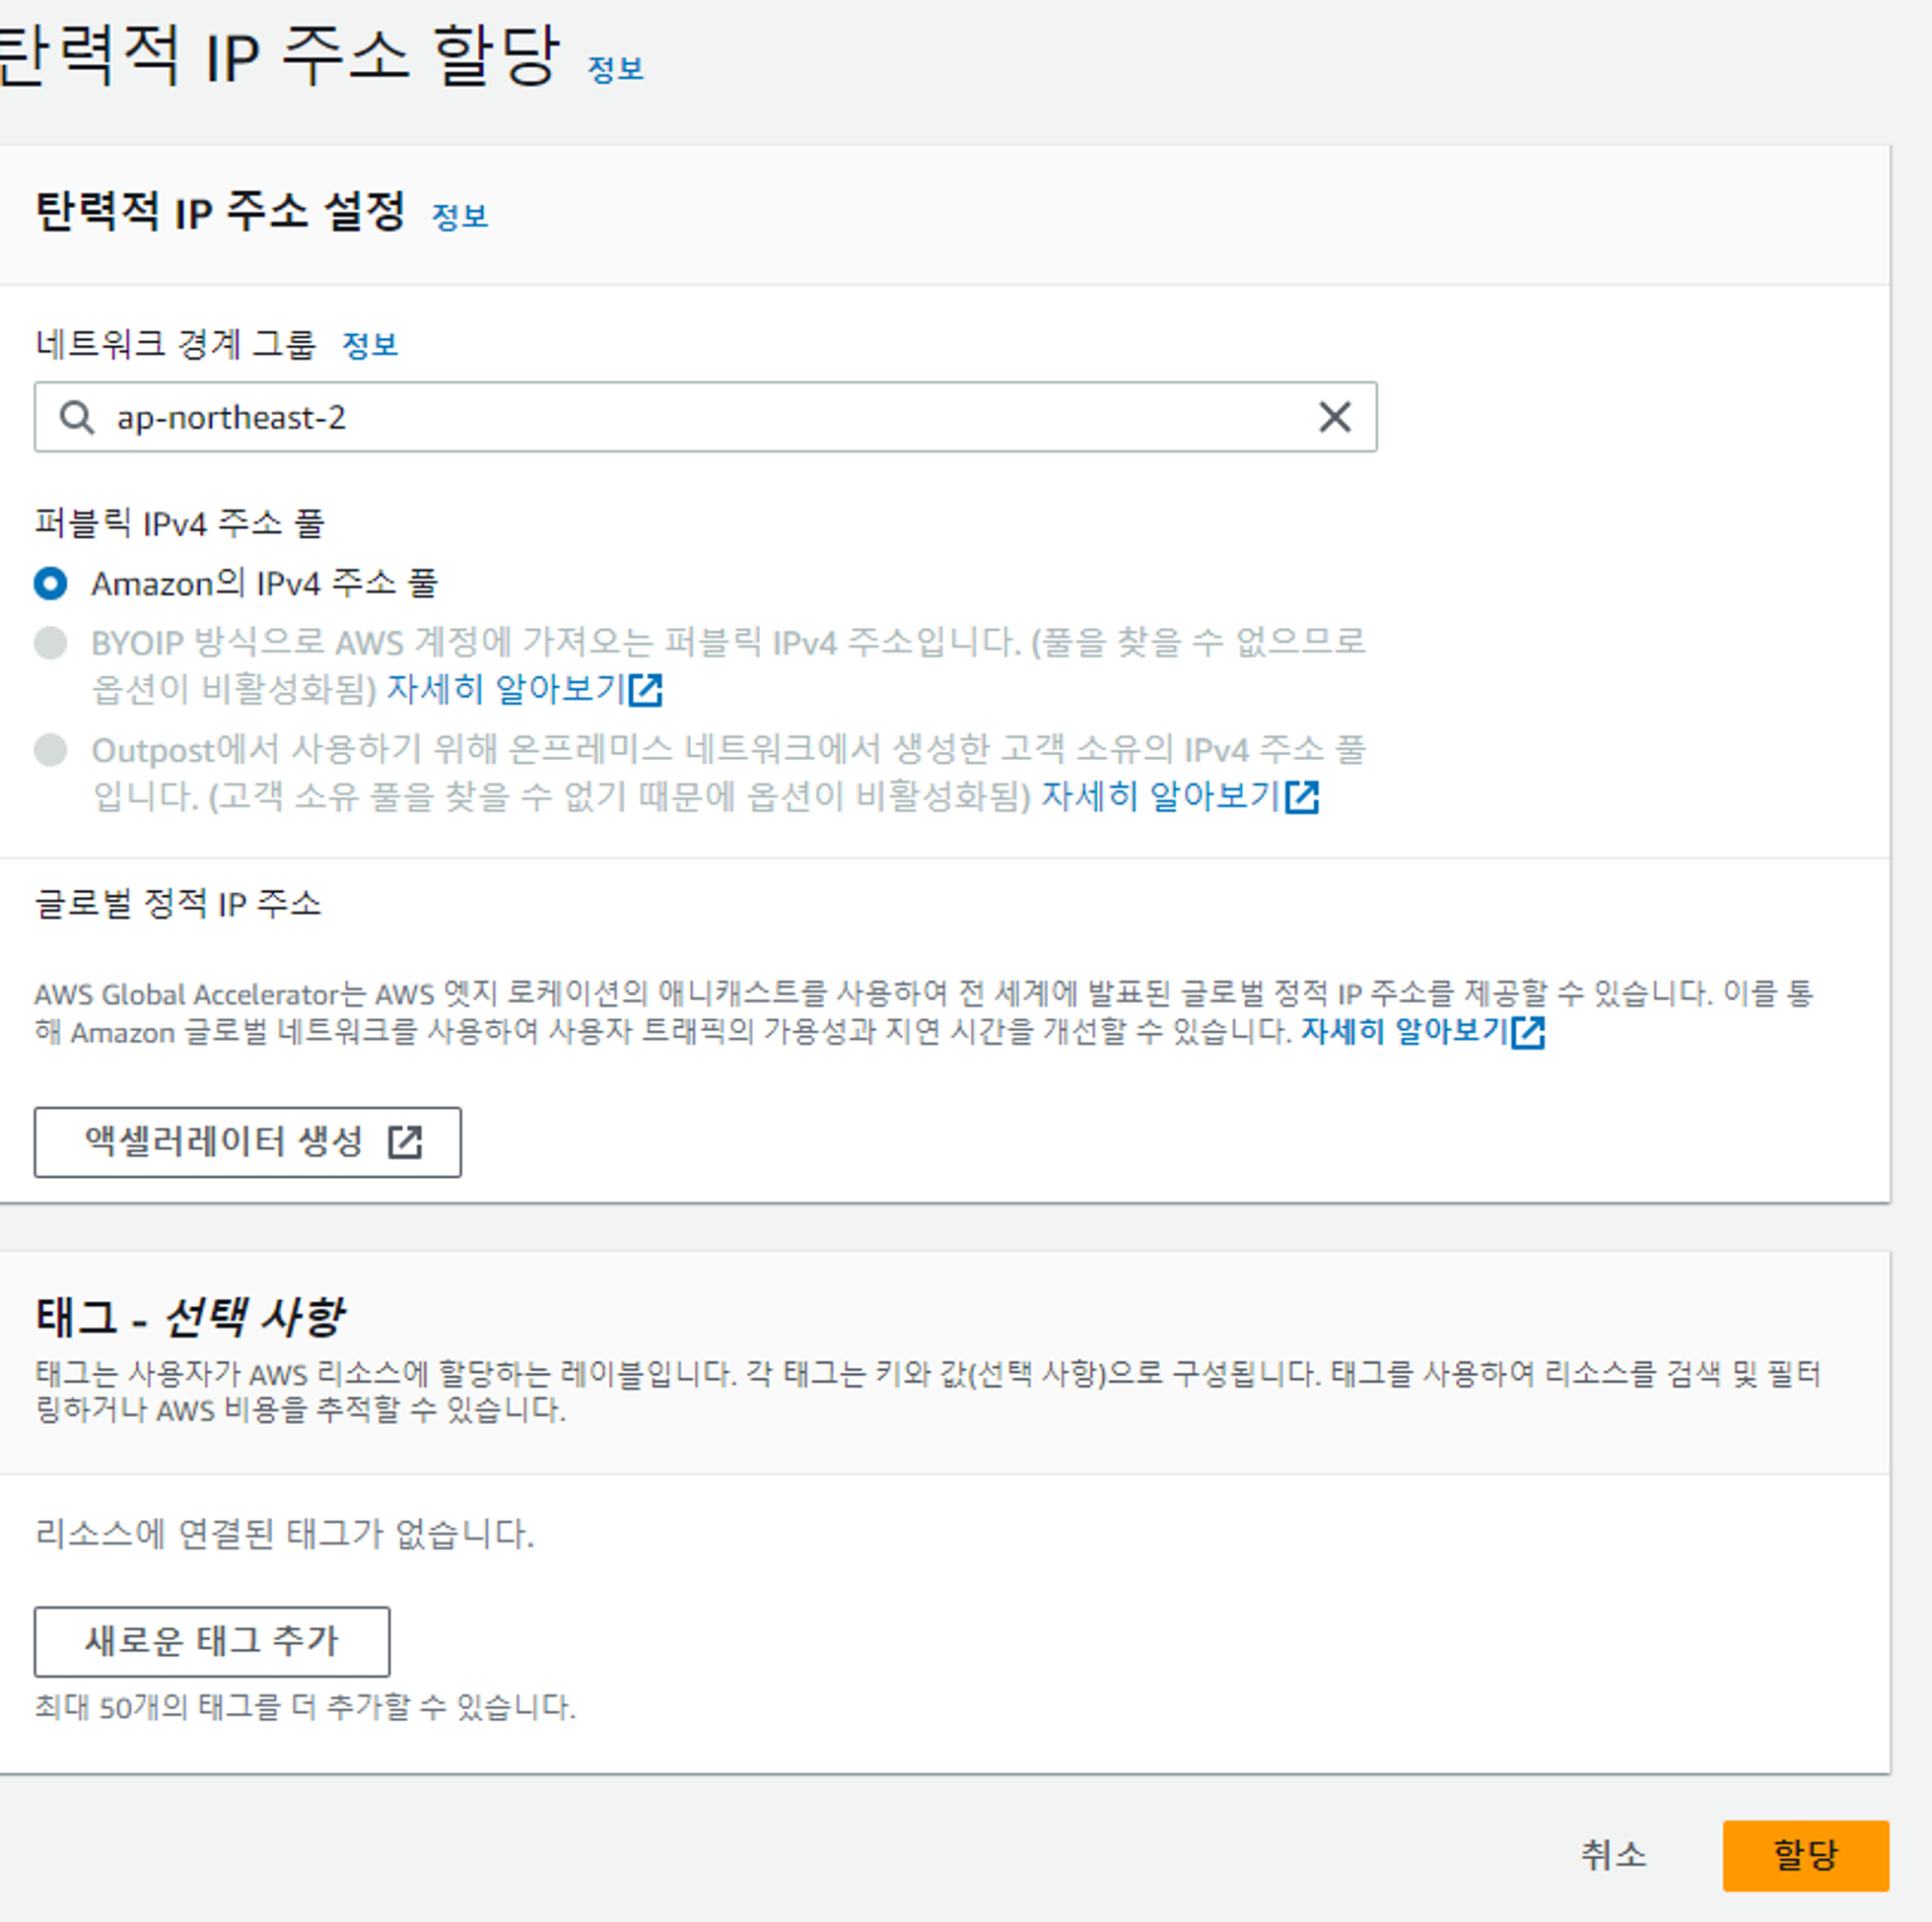 탄력적 IP 주소 할당 정보
탄력적 IP 주소 설정 정보
네트워크 경계 그룹 정보
ap-northeast-2
퍼블릭 IPv4 주소 풀
Amazon의 IPv4 주소 풀
BYOIP 방식으로 AWS 계정에 가져오는 퍼블릭 IPv4 주소입니다. (풀을 찾을 수 없으므로
옵션이 비활성화됨) 자세히 알아보기
Outpost에서 사용하기 위해 온프레미스 네트워크에서 생성한 고객 소유의 IPv4 주소 풀
입니다. (고객 소유 풀을 찾을 수 없기 때문에 옵션이 비활성화됨) 자세히 알아보기
글로벌 정적 IP 주소
AWS Global Accelerator는 AWS 엣지 로케이션의 애니캐스트를 사용하여 전 세계에 발표된 글로벌 정적 IP 주소를 제공할 수 있습니다. 이를 통
해 Amazon 글로벌 네트워크를 사용하여 사용자 트래픽의 가용성과 지연 시간을 개선할 수 있습니다. 자세히 알아보기
액셀러레이터 생성
태그 - 선택 사항
태그는 사용자가 AWS 리소스에 할당하는 레이블입니다. 각 태그는 키와 값(선택 사항)으로 구성됩니다. 태그를 사용하여 리소스를 검색 및 필터
링하거나 AWS 비용을 추적할 수 있습니다.
리소스에 연결된 태그가 없습니다.
새로운 태그 추가
최대 50개의 태그를 더 추가할 수 있습니다.
취소 할당